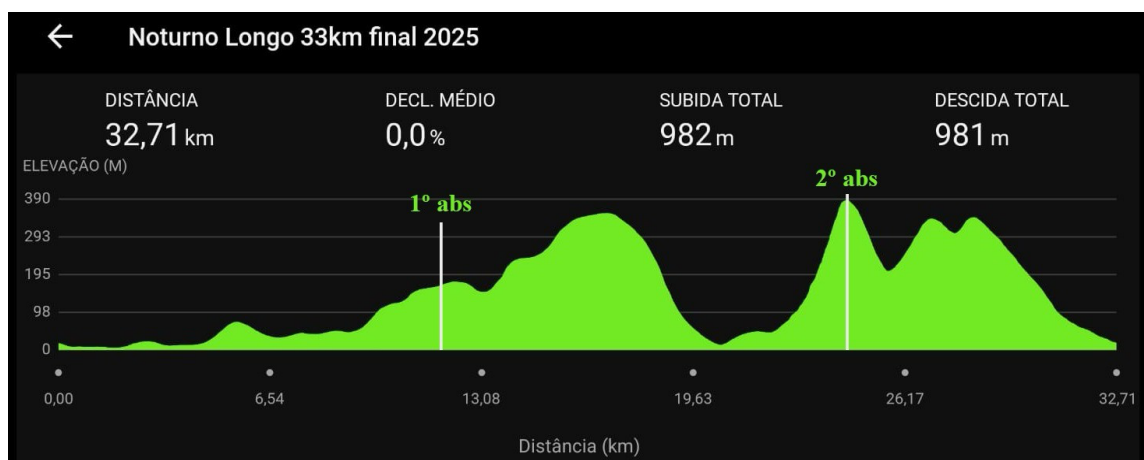 Noturno Longo 33km final 2025
DISTÂNCIA DECL. MÉDIO SUBIDA TOTAL DESCIDA TOTAL
32,71 km 0,0 % 982 m 981 m
ELEVAÇÃO (M)
2º abs
390
1º abs
293
195
98
0
0,00 6,54 13,08 19,63 26,17 32,71
Distância (km)